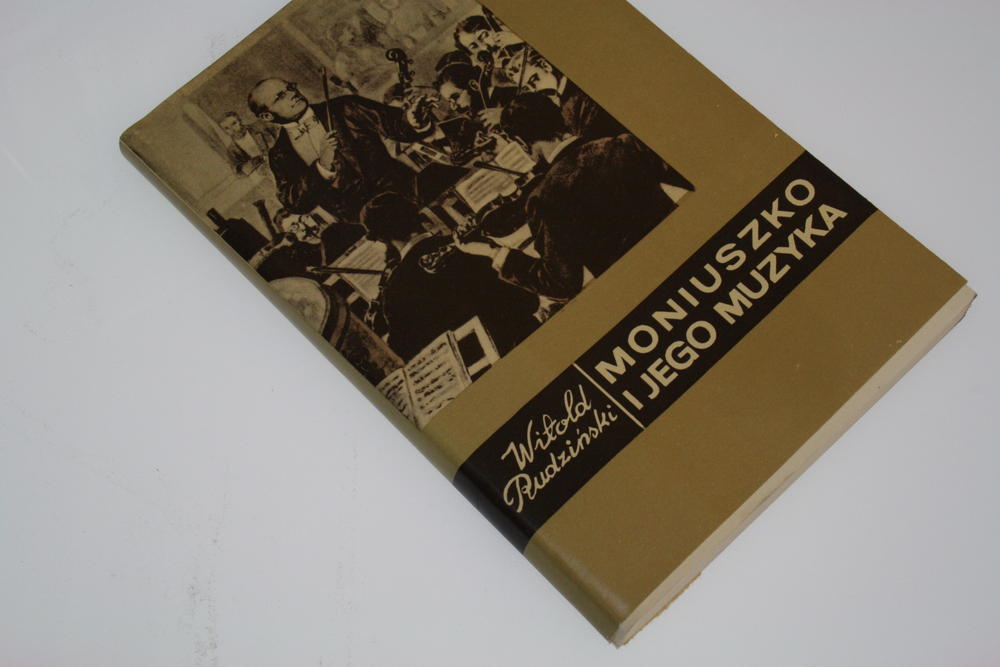 Witold
Rudziński
MONIUSZKO
I JEGO MUZYKA